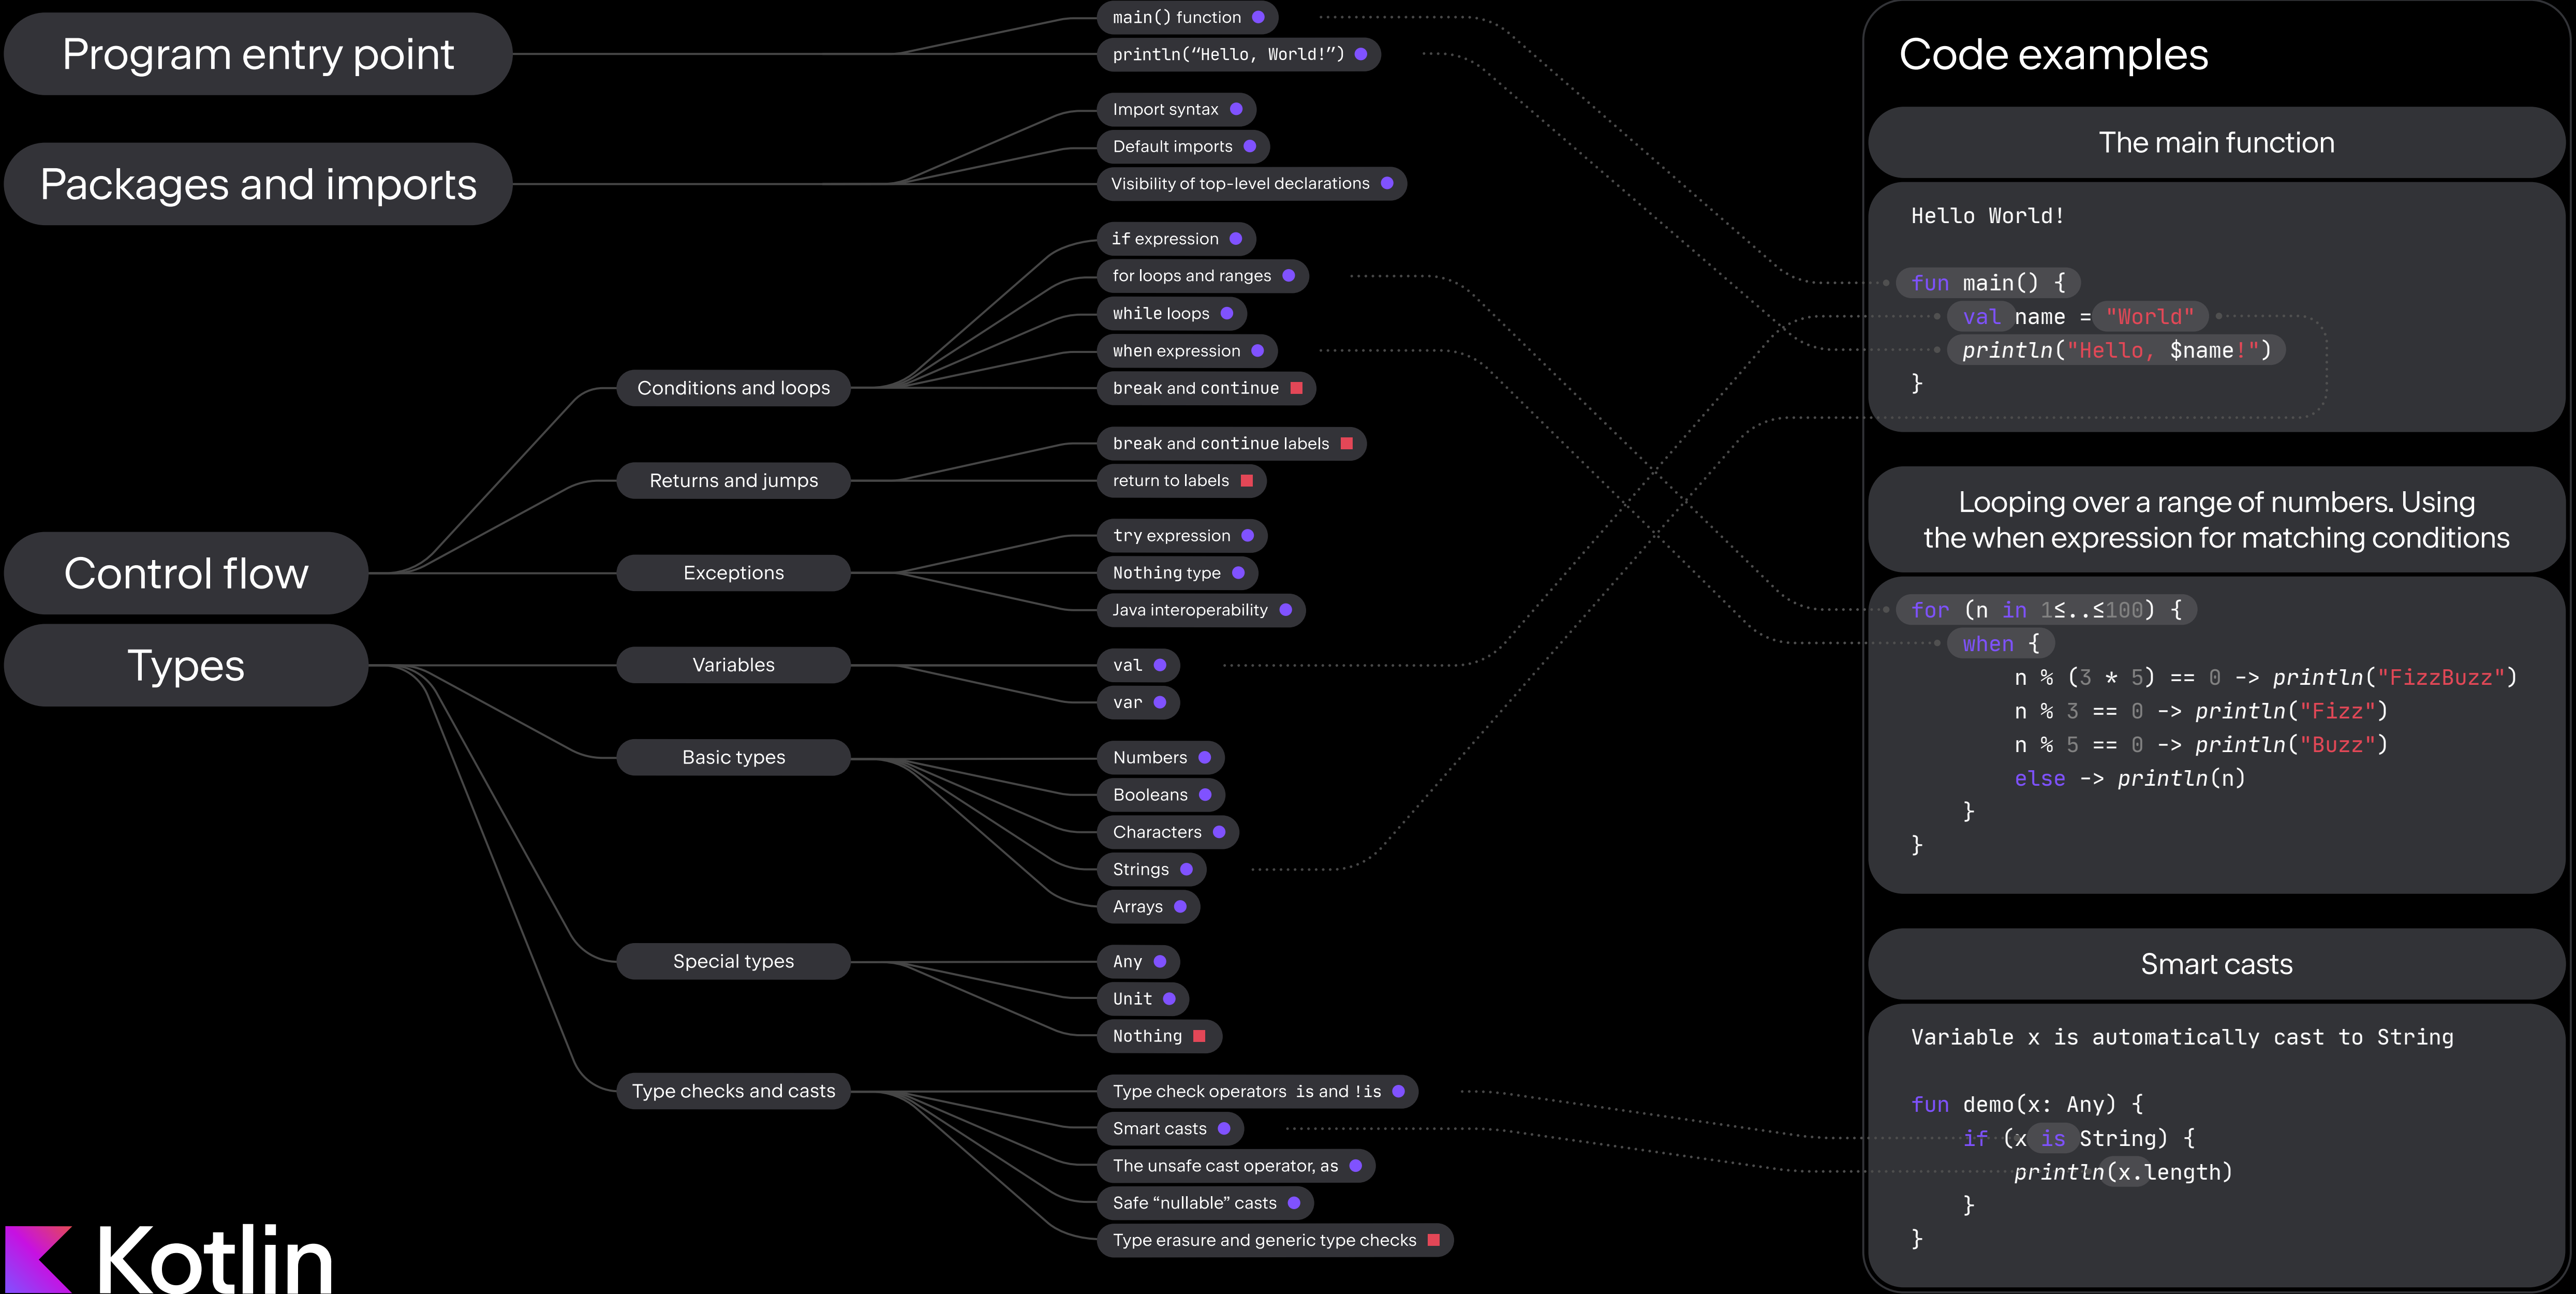 Program entry point
main() function
println(“Hello, World!”)
Packages and imports
Import syntax
Default imports
Visibility of top-level declarations
Control flow
Conditions and loops
if expression
for loops and ranges
while loops
when expression
break and continue
Returns and jumps
break and continue labels
return to labels
Exceptions
try expression
Nothing type
Java interoperability
Types
Variables
val
var
Basic types
Numbers
Booleans
Characters
Strings
Arrays
Special types
Any
Unit
Nothing
Type checks and casts
Type check operators is and !is
Smart casts
The unsafe cast operator, as
Safe “nullable” casts
Type erasure and generic type checks
Kotlin
Code examples
The main function
Hello World!
fun main() {
val name = "World"
println("Hello, $name!")
}
Looping over a range of numbers. Using
the when expression for matching conditions
for (n in 1≤..≤100) {
when {
n % (3 * 5) == 0 -> println("FizzBuzz")
n % 3 == 0 -> println("Fizz")
n % 5 == 0 -> println("Buzz")
else -> println(n)
}
}
Smart casts
Variable x is automatically cast to String
fun demo(x: Any) {
if (x is String) {
println(x.length)
}
}